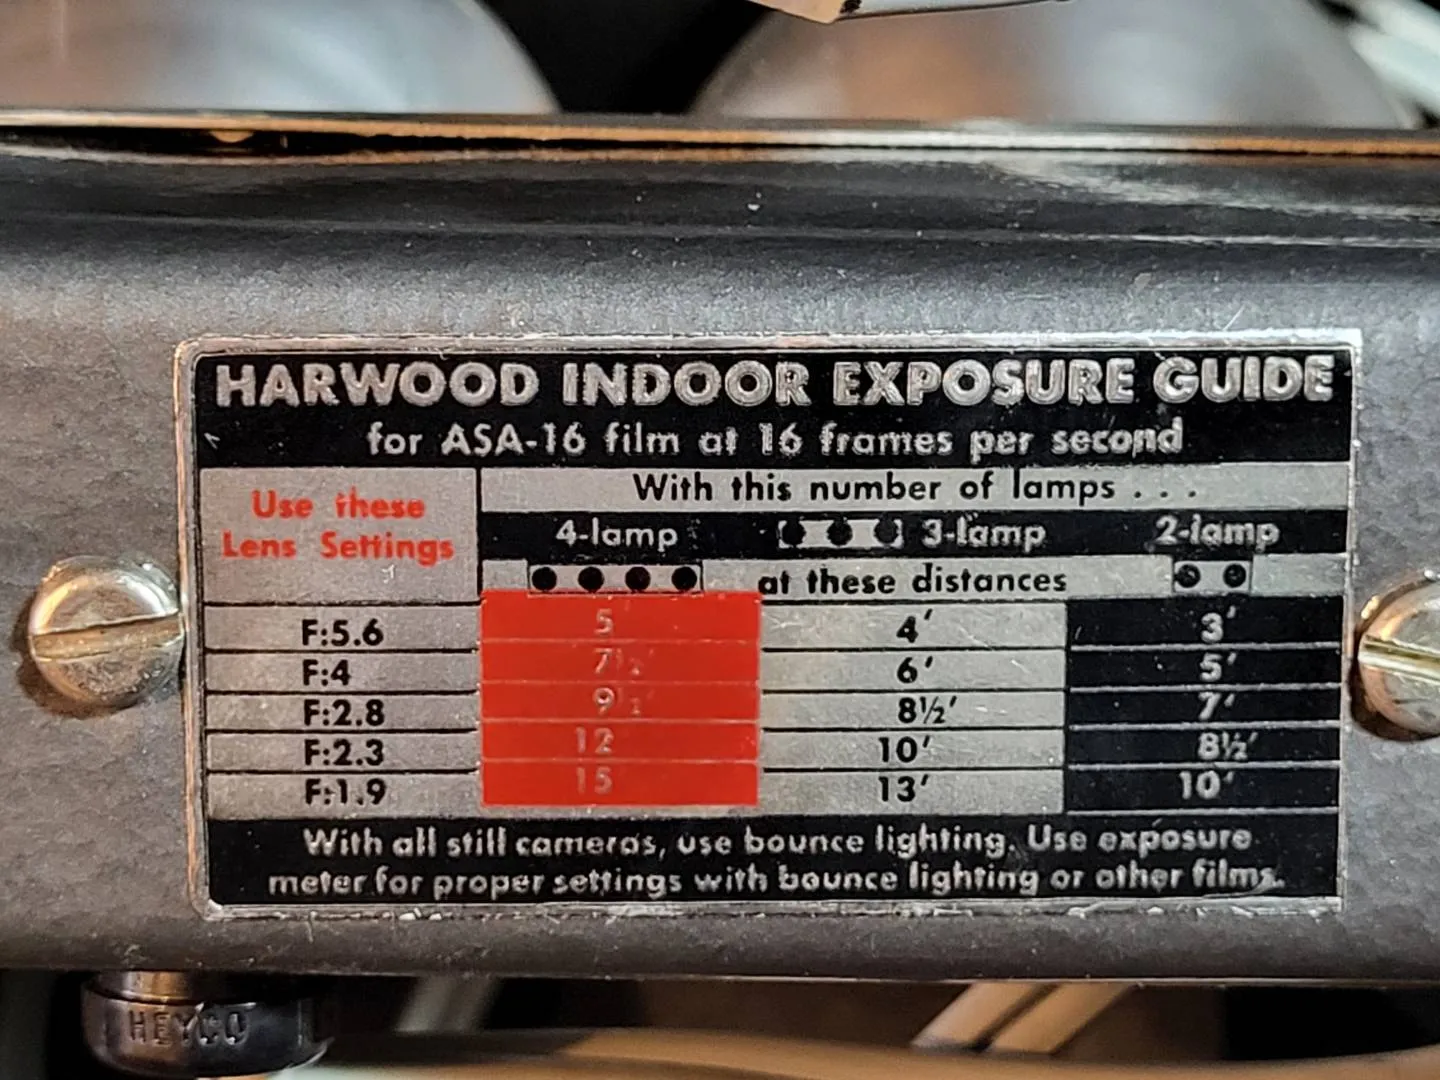 HARWOOD INDOOR EXPOSURE GUIDE
for ASA-16 film at 16 frames per second
Use these
Lens Settings
With this number of lamps . . .
4-lamp 3-lamp 2-lamp
at these distances
F:5.6 5 4′ 3′
F:4 7½′ 6′ 5′
F:2.8 9½′ 8½′ 7′
F:2.3 12 10′ 8½′
F:1.9 15 13′ 10′
With all still cameras, use bounce lighting. Use exposure
meter for proper settings with bounce lighting or other films.
HEYCO